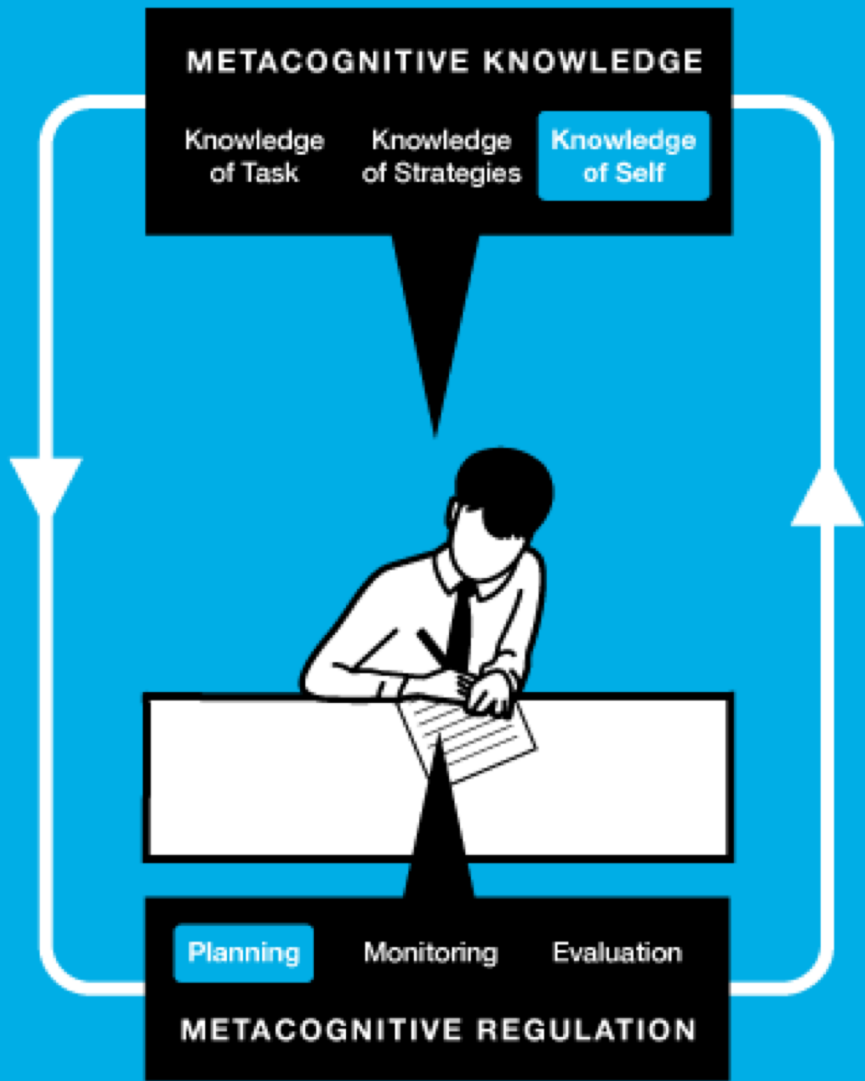 METACOGNITIVE KNOWLEDGE
Knowledge of Task
Knowledge of Strategies
Knowledge of Self
Planning
Monitoring
Evaluation
METACOGNITIVE REGULATION